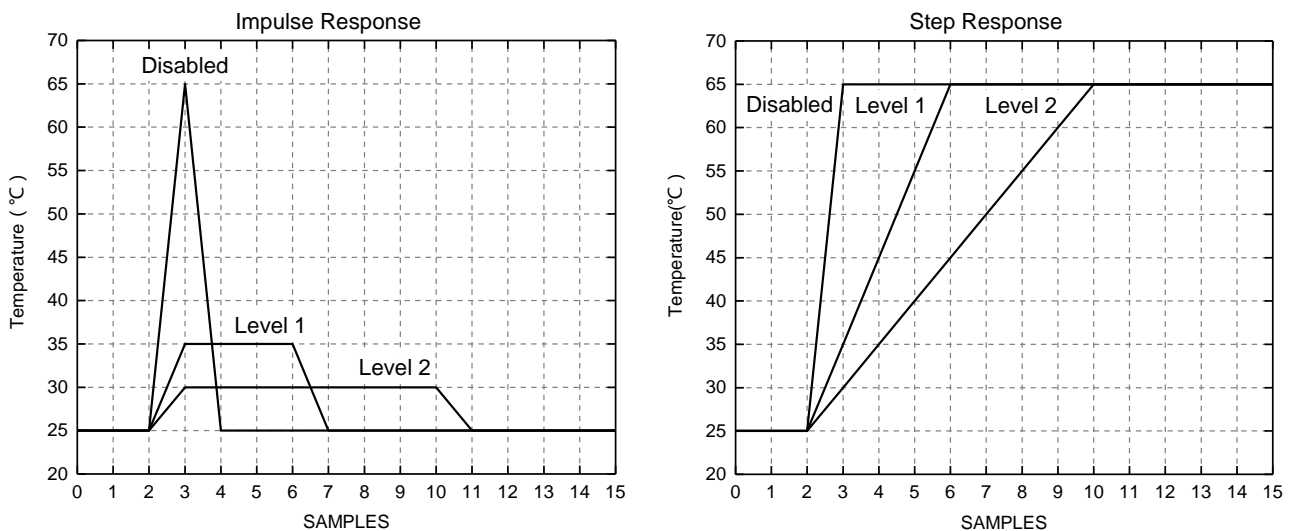 Impulse Response
70
65
60
55
50
45
40
35
30
25
20
Temperature ( ℃ )
Disabled
Level 1
Level 2
0 1 2 3 4 5 6 7 8 9 10 11 12 13 14 15
SAMPLES
Step Response
70
65
60
55
50
45
40
35
30
25
20
Temperature(℃)
Disabled Level 1 Level 2
0 1 2 3 4 5 6 7 8 9 10 11 12 13 14 15
SAMPLES